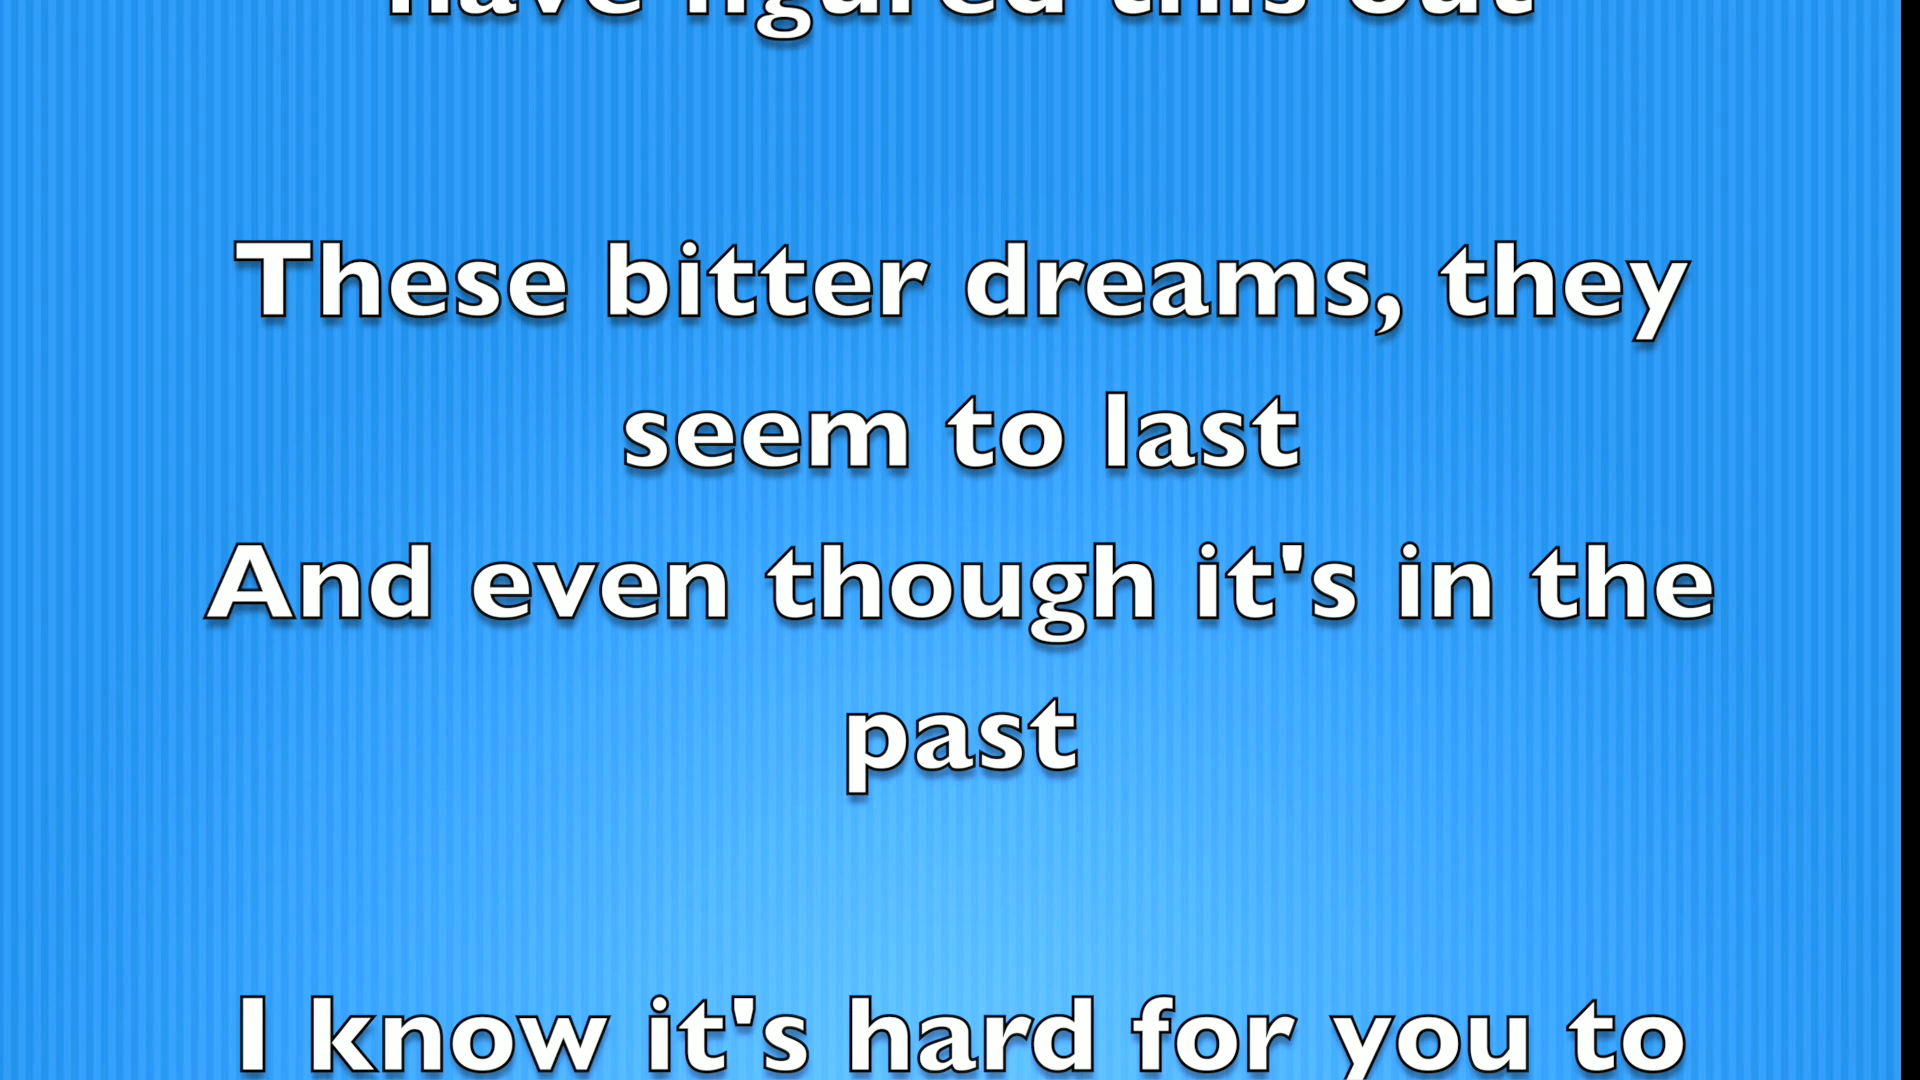 have figured this out
These bitter dreams, they
seem to last
And even though it's in the
past
I know it's hard for you to